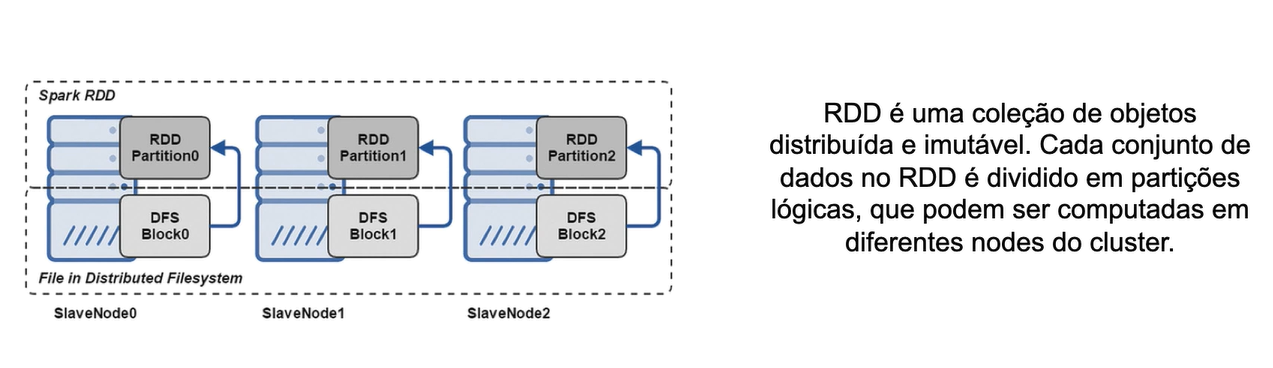 Spark RDD
RDD
Partition0
RDD
Partition1
RDD
Partition2
DFS
Block0
DFS
Block1
DFS
Block2
File in Distributed Filesystem
SlaveNode0
SlaveNode1
SlaveNode2
RDD é uma coleção de objetos
distribuída e imutável. Cada conjunto de
dados no RDD é dividido em partições
lógicas, que podem ser computadas em
diferentes nodes do cluster.